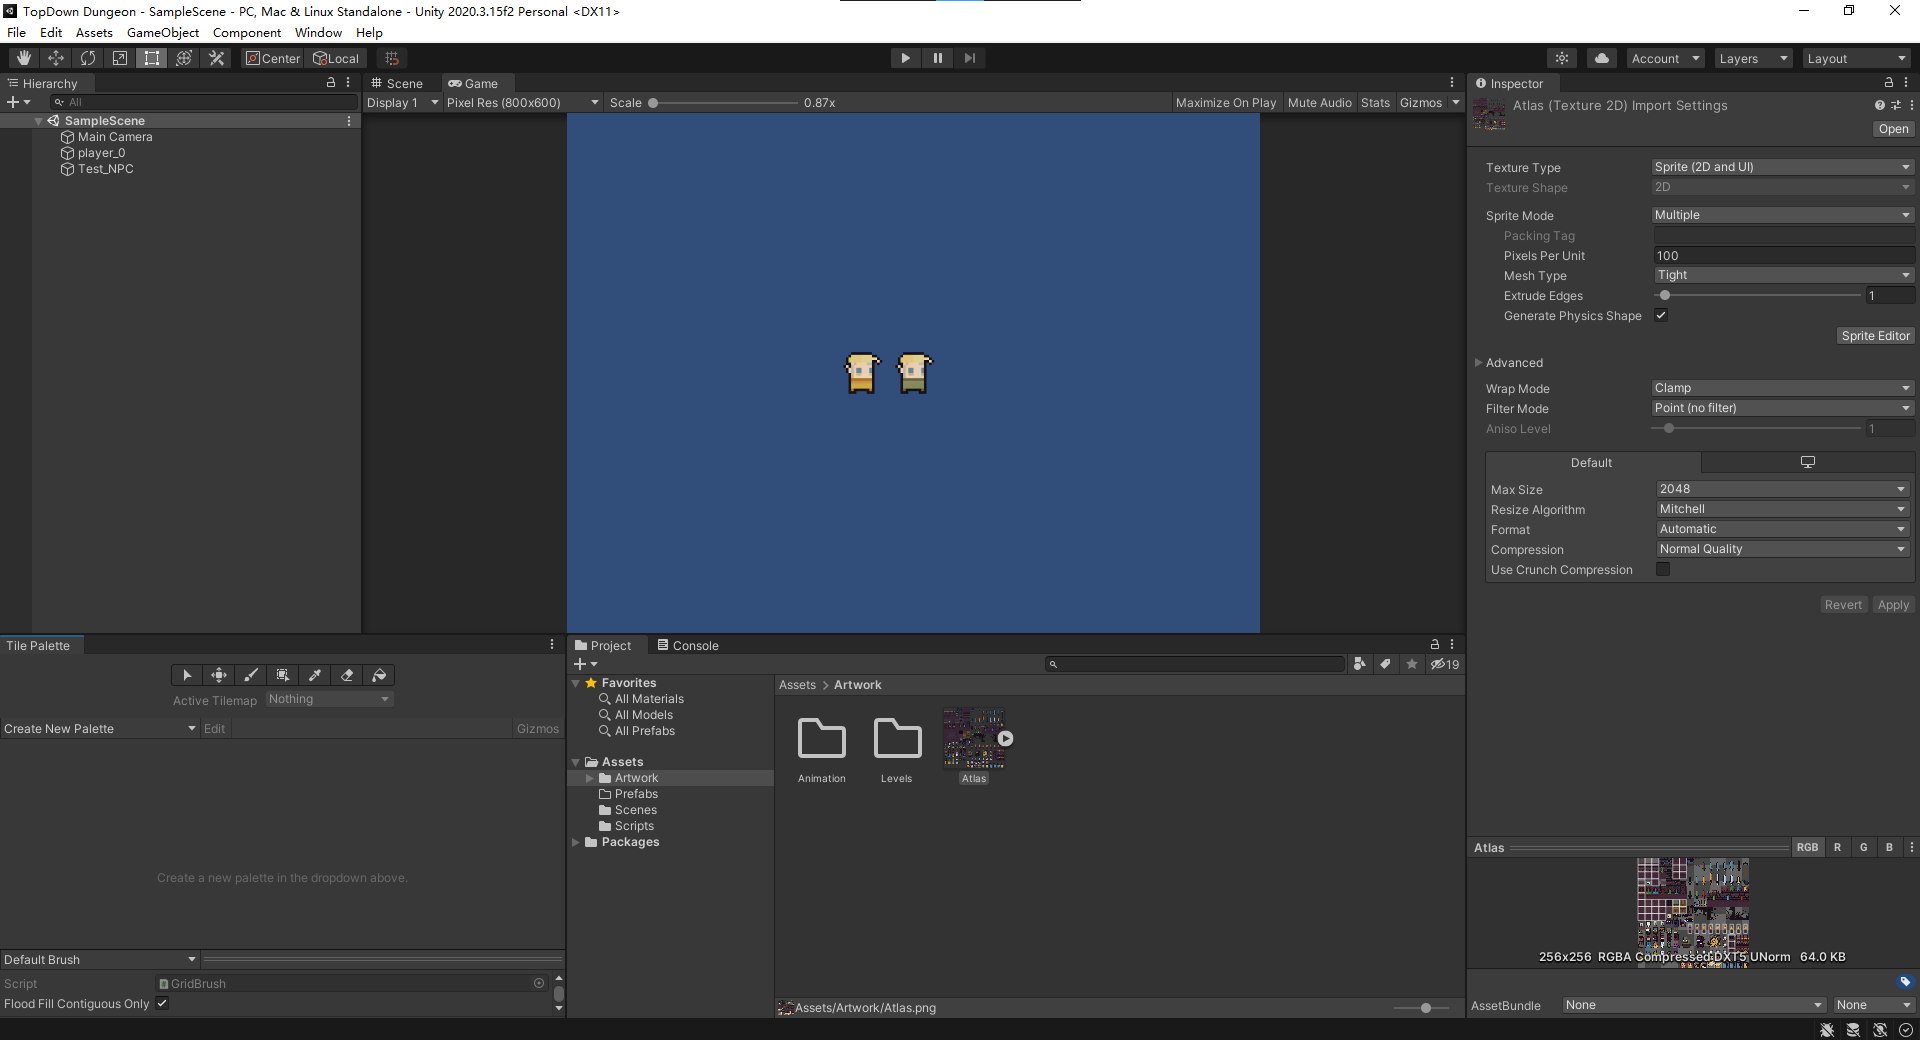 TopDown Dungeon - SampleScene - PC, Mac & Linux Standalone - Unity 2020.3.15f2 Personal <DX11>
File Edit Assets GameObject Component Window Help
Center Local
Account Layers Layout
Hierarchy
All
SampleScene
Main Camera
player_0
Test_NPC
Scene Game
Display 1 Pixel Res (800x600) Scale 0.87x Maximize On Play Mute Audio Stats Gizmos
Inspector
Atlas (Texture 2D) Import Settings
Open
Texture Type Sprite (2D and UI)
Texture Shape 2D
Sprite Mode Multiple
Packing Tag
Pixels Per Unit 100
Mesh Type Tight
Extrude Edges 1
Generate Physics Shape
Sprite Editor
Advanced
Wrap Mode Clamp
Filter Mode Point (no filter)
Aniso Level 1
Default
Max Size 2048
Resize Algorithm Mitchell
Format Automatic
Compression Normal Quality
Use Crunch Compression
Revert Apply
Tile Palette
Active Tilemap Nothing
Create New Palette Edit Gizmos
Create a new palette in the dropdown above.
Default Brush
Script GridBrush
Flood Fill Contiguous Only
Project Console
19
Favorites
All Materials
All Models
All Prefabs
Assets
Artwork
Prefabs
Scenes
Scripts
Packages
Assets > Artwork
Animation Levels Atlas
Assets/Artwork/Atlas.png
Atlas RGB R G B
256x256 RGBA Compressed DXT5 UNorm 64.0 KB
AssetBundle None None